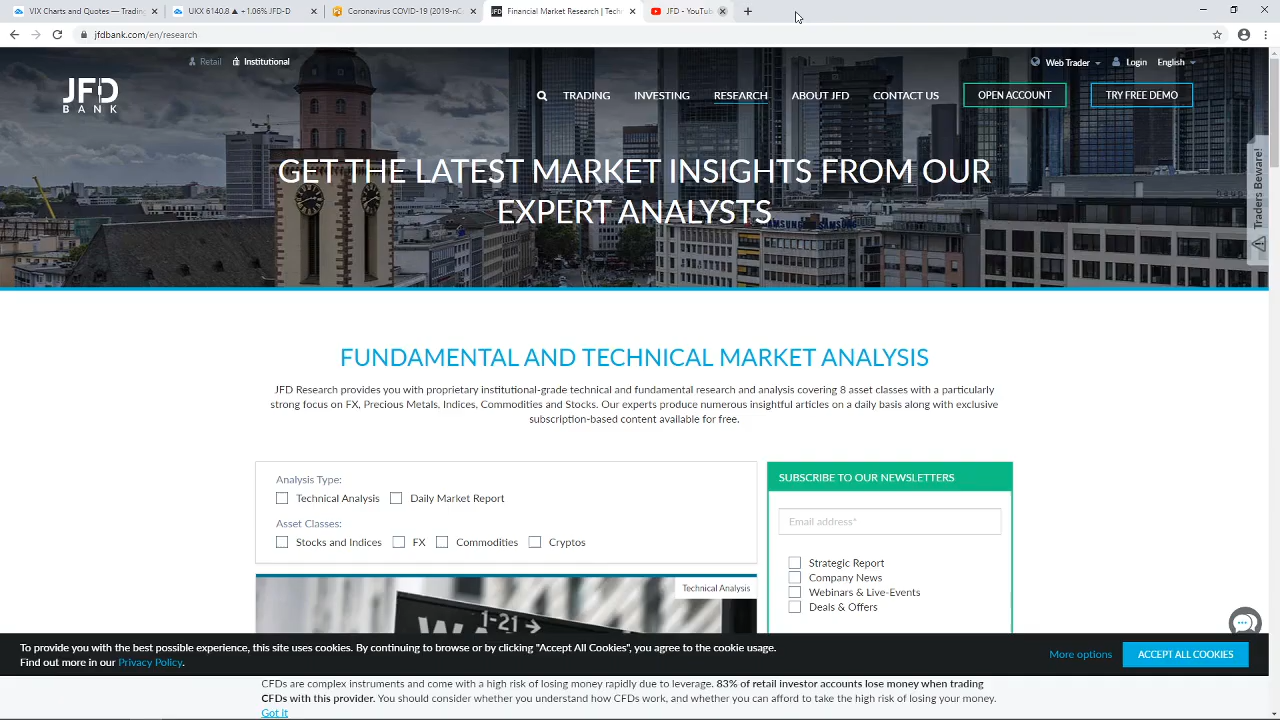 VIX Charts and Quotes — Trading
UKX 6140.8 ▲ +1.06% JFD-D
Coronavirus COVID-19 (2019-nC
Financial Market Research | Tech
JFD - YouTube
jfdbank.com/en/research
Retail
Institutional
Web Trader
Login
English
JFD
BANK
TRADING
INVESTING
RESEARCH
ABOUT JFD
CONTACT US
OPEN ACCOUNT
TRY FREE DEMO
GET THE LATEST MARKET INSIGHTS FROM OUR
EXPERT ANALYSTS
SAMSUNG
Traders Beware!
FUNDAMENTAL AND TECHNICAL MARKET ANALYSIS
JFD Research provides you with proprietary institutional-grade technical and fundamental research and analysis covering 8 asset classes with a particularly
strong focus on FX, Precious Metals, Indices, Commodities and Stocks. Our experts produce numerous insightful articles on a daily basis along with exclusive
subscription-based content available for free.
Analysis Type:
Technical Analysis
Daily Market Report
Asset Classes:
Stocks and Indices
FX
Commodities
Cryptos
SUBSCRIBE TO OUR NEWSLETTERS
Email address*
Strategic Report
Company News
Webinars & Live-Events
Deals & Offers
Technical Analysis
1-21
To provide you with the best possible experience, this site uses cookies. By continuing to browse or by clicking "Accept All Cookies", you agree to the cookie usage.
Find out more in our Privacy Policy.
More options
ACCEPT ALL COOKIES
CFDs are complex instruments and come with a high risk of losing money rapidly due to leverage. 83% of retail investor accounts lose money when trading
CFDs with this provider. You should consider whether you understand how CFDs work, and whether you can afford to take the high risk of losing your money.
Got it